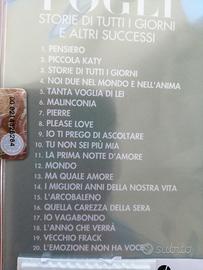 FOGLI
STORIE DI TUTTI I GIORNI
E ALTRI SUCCESSI
1. PENSIERO
2. PICCOLA KATY
3. STORIE DI TUTTI I GIORNI
4. NOI DUE NEL MONDO E NELL'ANIMA
5. TANTA VOGLIA DI LEI
6. MALINCONIA
7. PIERRE
8. PLEASE LOVE
9. IO TI PREGO DI ASCOLTARE
10. TU NON SEI PIÙ MIA
11. LA PRIMA NOTTE D'AMORE
12. MONDO
13. MA QUALE AMORE
14. I MIGLIORI ANNI DELLA NOSTRA VITA
15. L'ARCOBALENO
16. QUELLA CAREZZA DELLA SERA
17. IO VAGABONDO
18. L'ANNO CHE VERRÀ
19. VECCHIO FRACK
20. L'EMOZIONE NON HA VOCE
subito